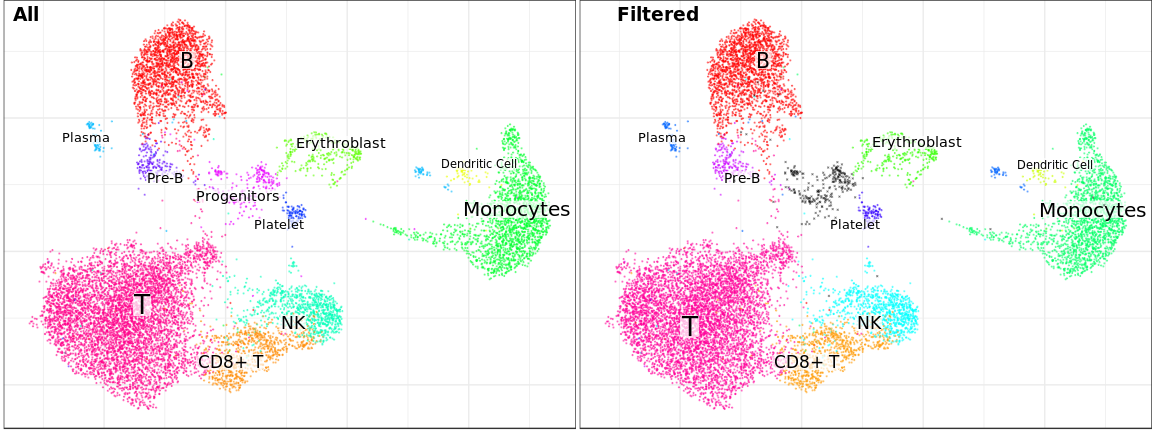 All
B
Plasma
Erythroblast
Dendritic Cell
Pre-B
Progenitors
Monocytes
Platelet
T
NK
CD8+ T
Filtered
B
Plasma
Erythroblast
Dendritic Cell
Pre-B
Monocytes
Platelet
T
NK
CD8+ T